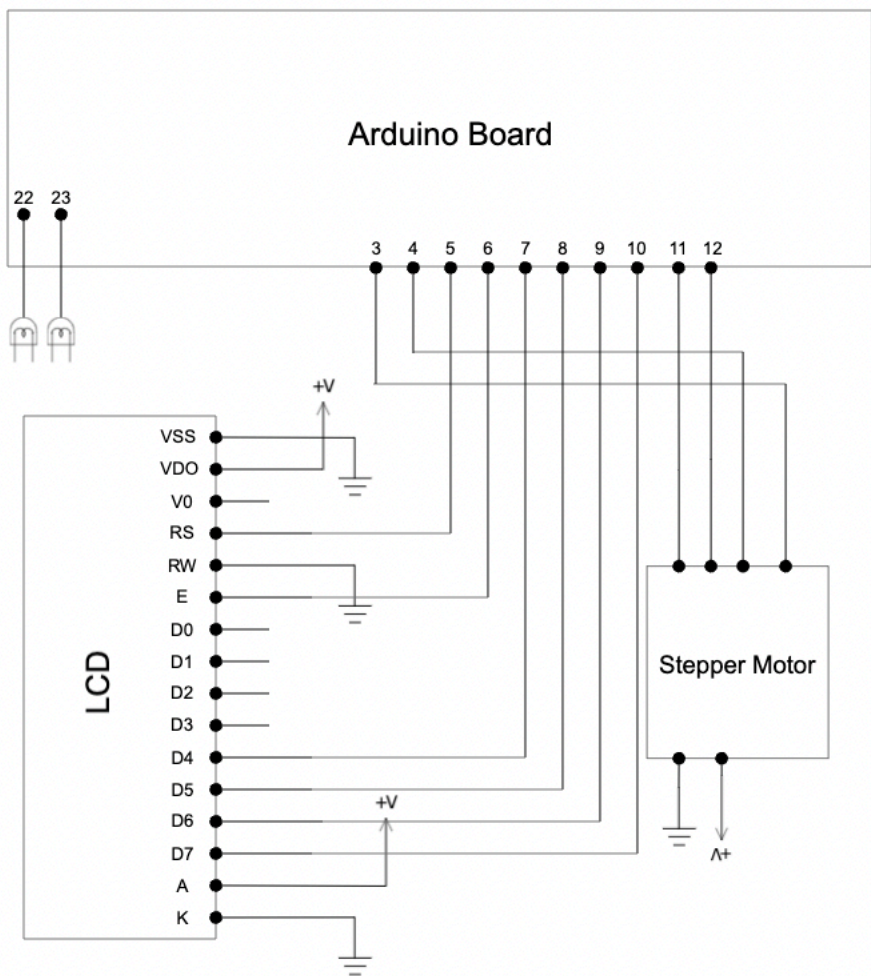 Arduino Board
22 23
3 4 5 6 7 8 9 10 11 12
+V
VSS
VDO
V0
RS
RW
E
D0
D1
LCD
Stepper Motor
D2
D3
D4
D5
+V
D6
D7
+V
A
K